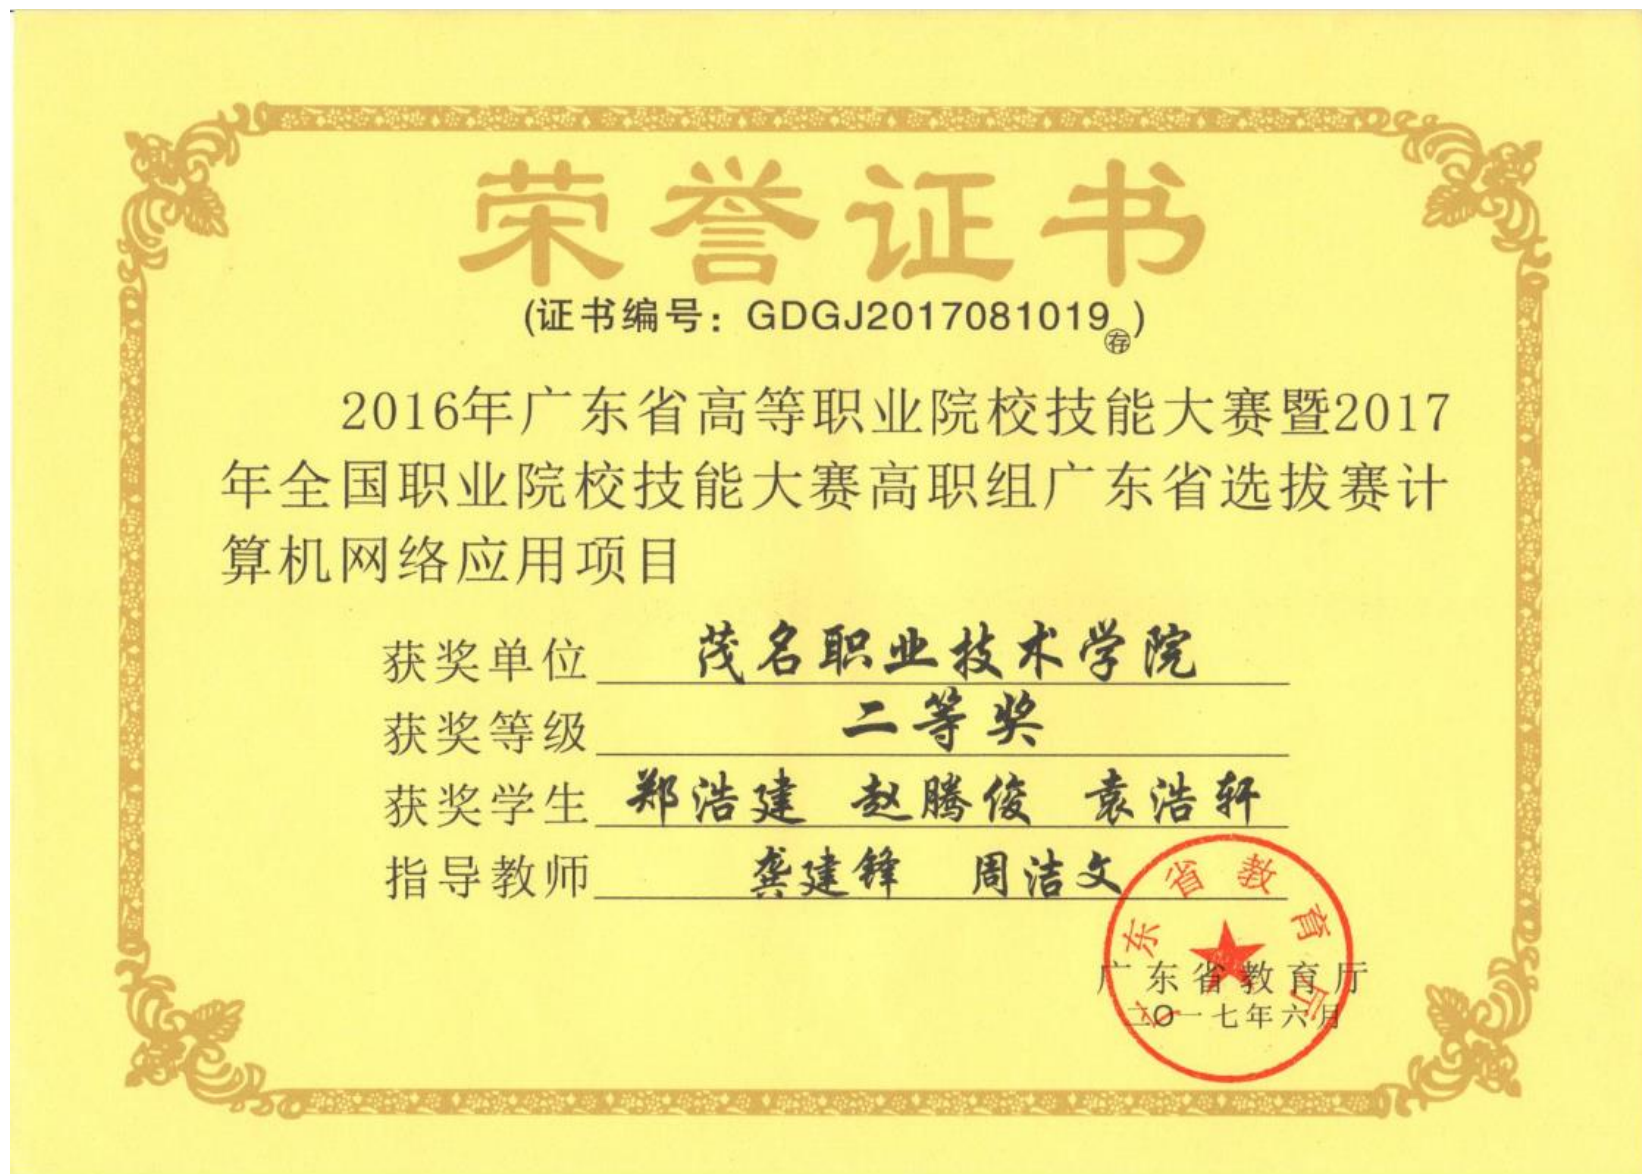 荣誉证书
(证书编号：GDGJ2017081019存)
2016年广东省高等职业院校技能大赛暨2017
年全国职业院校技能大赛高职组广东省选拔赛计
算机网络应用项目
获奖单位 茂名职业技术学院
获奖等级 二等奖
获奖学生 郑浩建 赵腾俊 袁浩轩
指导教师 龚建锋 周洁文
广东省教育厅
广东省教育厅
二〇一七年六月